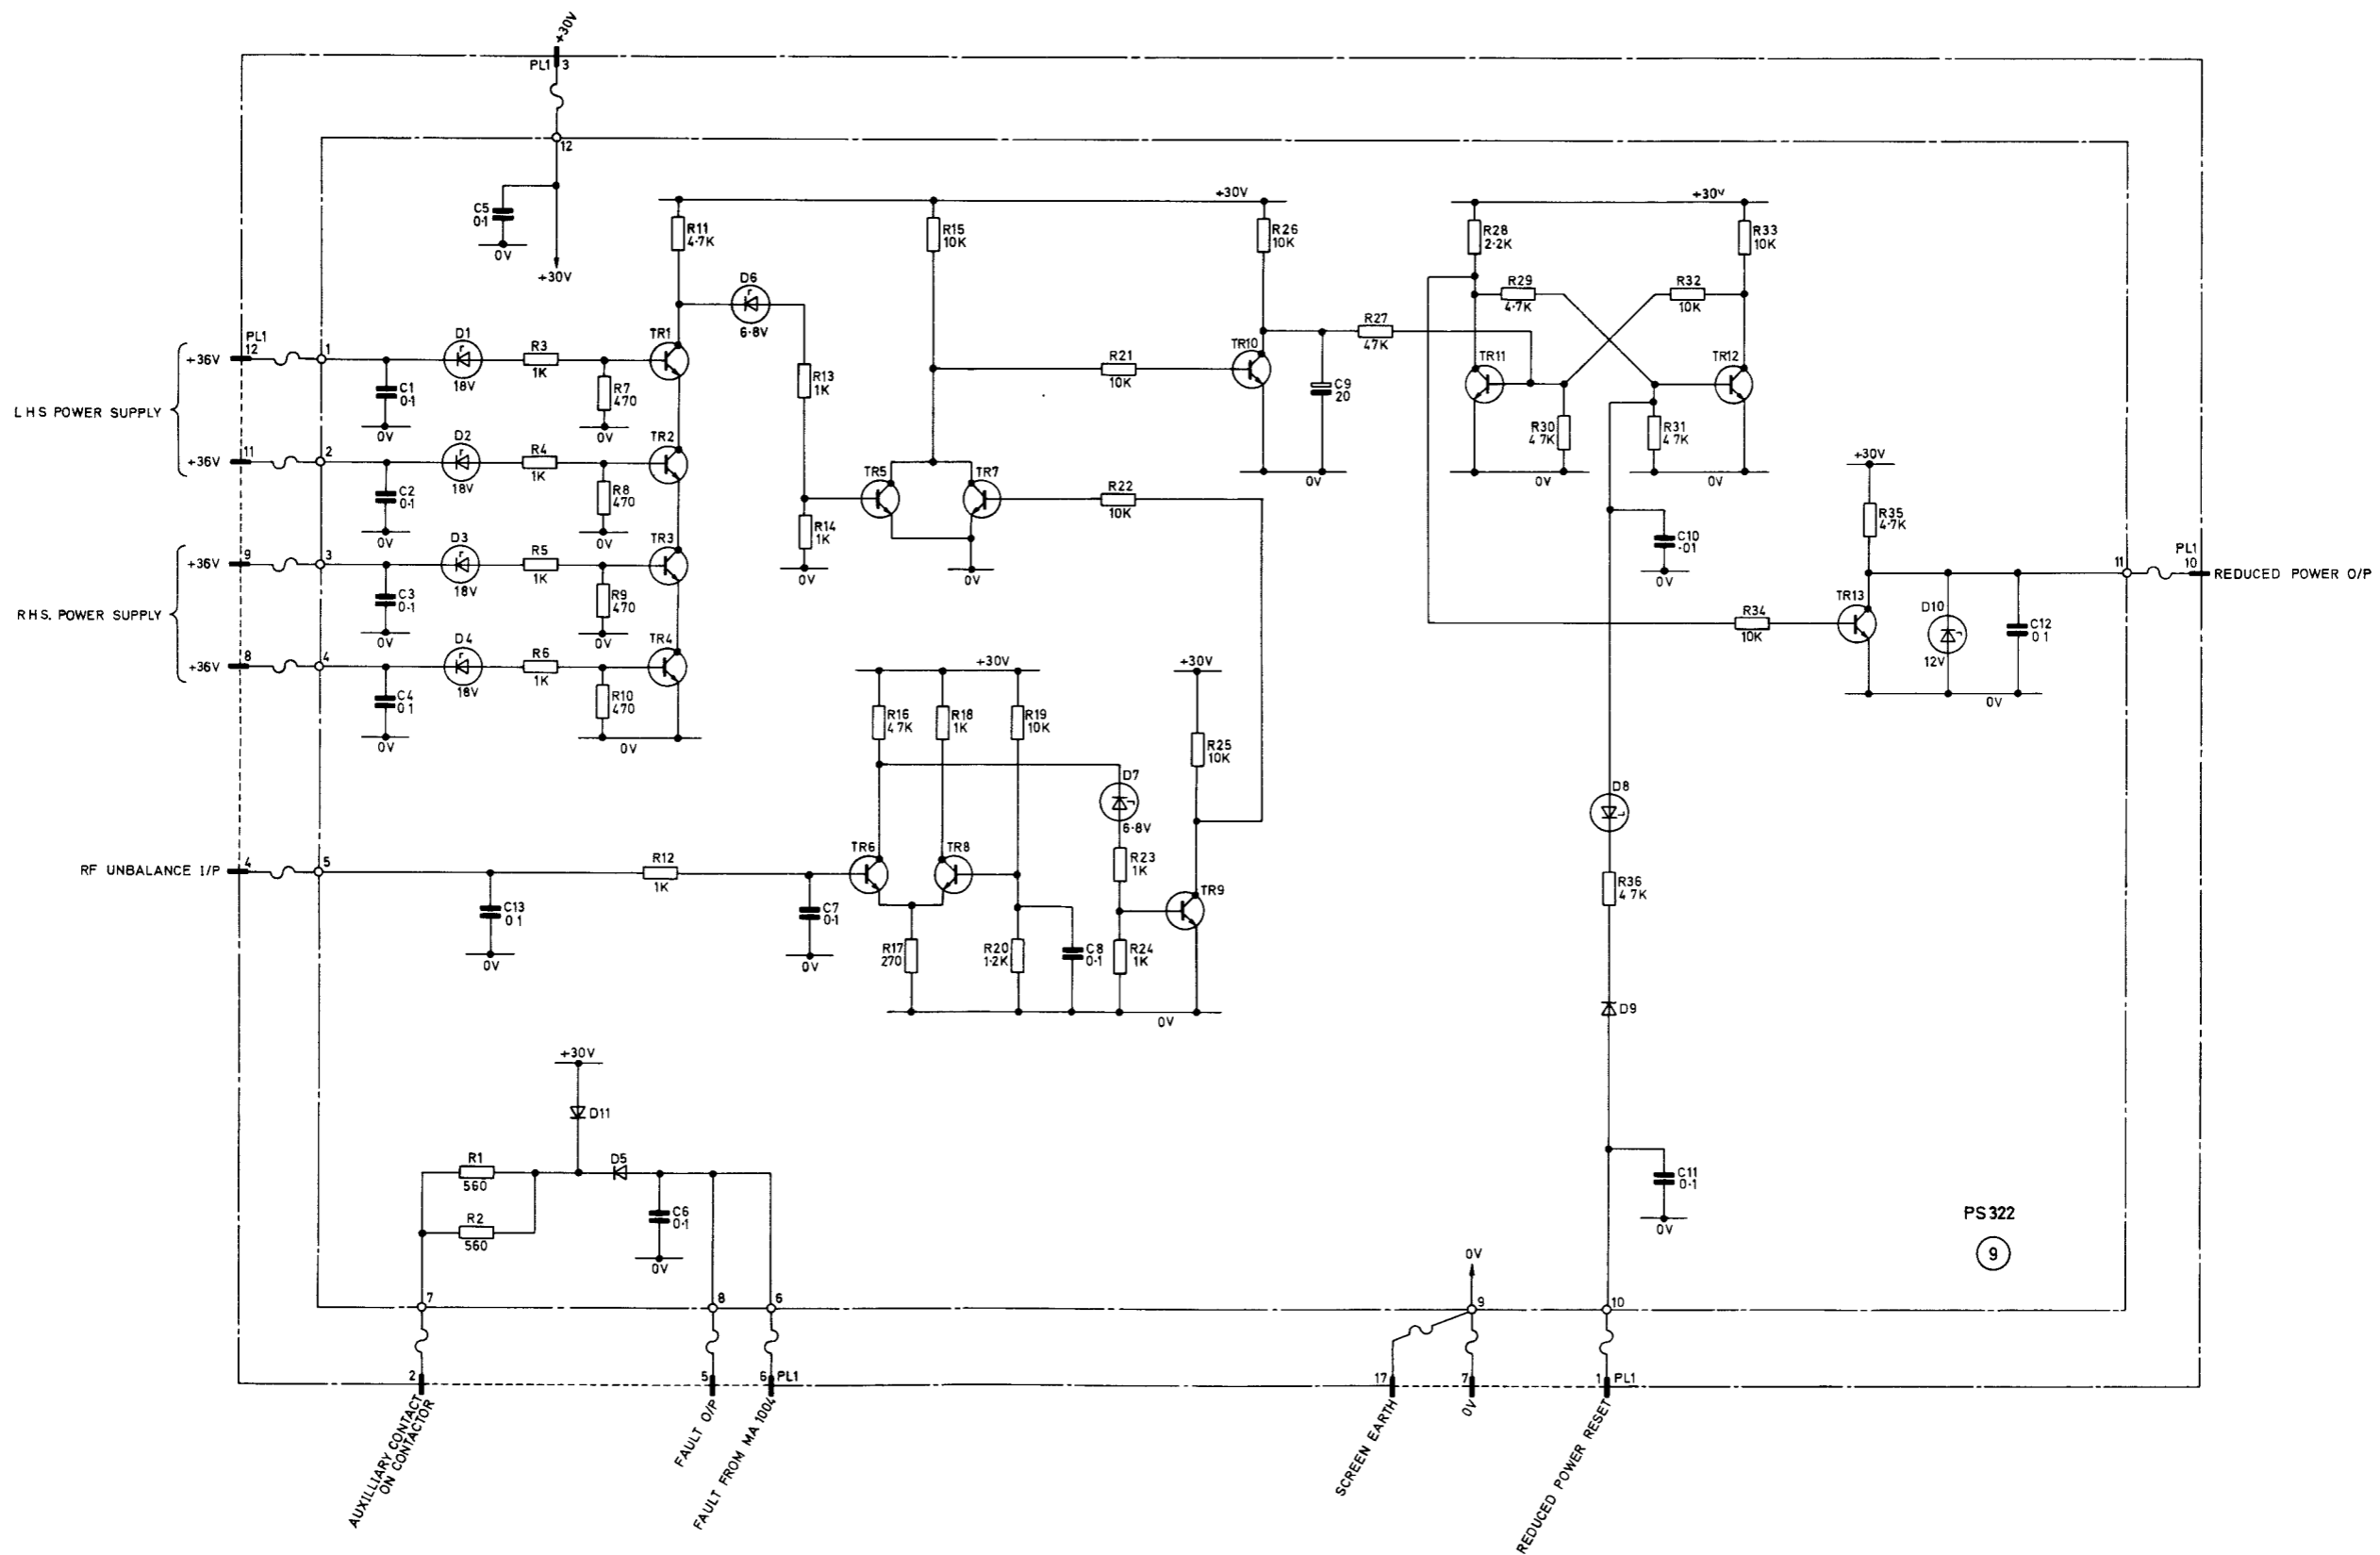 +30V
PL1 3
12
C5
0·1
0V
+30V
+30V
R11
4·7K
R15
10K
R26
10K
+30V
R28
2·2K
R33
10K
D6
6·8V
R29
4·7K
R32
10K
LHS POWER SUPPLY
PL1
12
+36V
1
C1
0·1
0V
D1
18V
R3
1K
R7
470
0V
TR1
R13
1K
R21
10K
TR10
R27
47K
C9
20
0V
TR11
TR12
R30
4 7K
R31
4 7K
0V
0V
11
+36V
2
C2
0·1
0V
D2
18V
R4
1K
R8
470
0V
TR2
TR5
TR7
R22
10K
R14
1K
0V
0V
RHS. POWER SUPPLY
9
+36V
3
C3
0·1
0V
D3
18V
R5
1K
R9
470
0V
TR3
C10
·01
0V
+30V
R35
4·7K
11
PL1
10
REDUCED POWER O/P
TR13
R34
10K
D10
12V
C12
0 1
0V
8
+36V
4
C4
0 1
0V
D4
18V
R6
1K
R10
470
0V
TR4
+30V
R16
4 7K
R18
1K
R19
10K
+30V
R25
10K
D7
6·8V
D8
RF UNBALANCE I/P
4
5
C13
0 1
0V
R12
1K
C7
0·1
0V
TR6
TR8
R23
1K
TR9
R36
4 7K
R17
270
R20
1·2K
C8
0·1
R24
1K
0V
D9
+30V
D11
R1
560
R2
560
D5
C6
0·1
0V
C11
0·1
0V
PS322
9
0V
7
8
6
9
10
2
5
6
PL1
17
7
1
PL1
AUXILLIARY CONTACT
ON CONTACTOR
FAULT O/P
FAULT FROM MA 1004
SCREEN EARTH
0V
REDUCED POWER RESET